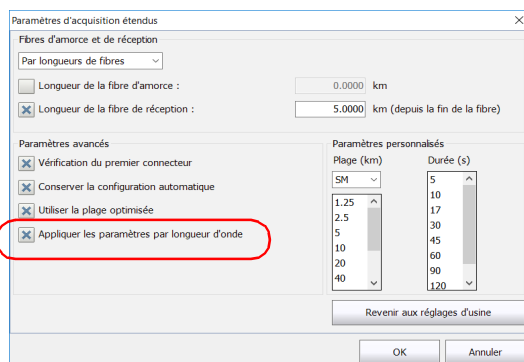 Paramètres d'acquisition étendus
Fibres d'amorce et de réception
Par longueurs de fibres
Longueur de la fibre d'amorce :
0.0000 km
Longueur de la fibre de réception :
5.0000 km (depuis la fin de la fibre)
Paramètres avancés
Vérification du premier connecteur
Conserver la configuration automatique
Utiliser la plage optimisée
Appliquer les paramètres par longueur d'onde
Paramètres personnalisés
Plage (km)
Durée (s)
SM
1.25
2.5
5
10
20
40
5
10
17
30
45
60
90
120
Revenir aux réglages d'usine
OK
Annuler